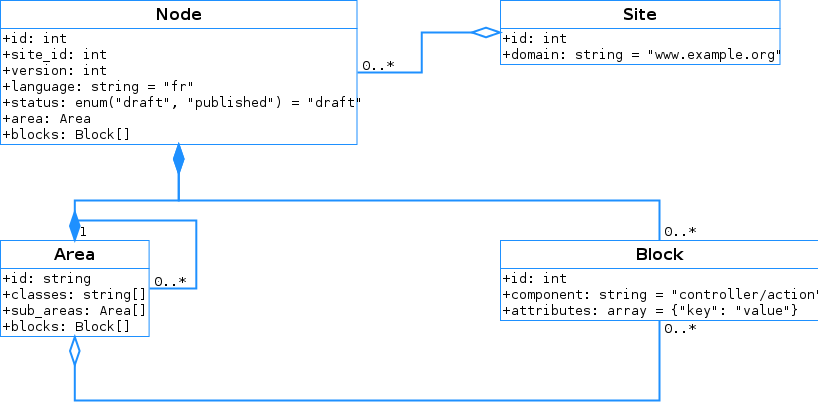 Node
+id: int
+site_id: int
+version: int
+language: string = "fr"
+status: enum("draft", "published") = "draft"
+area: Area
+blocks: Block[]
Site
+id: int
+domain: string = "www.example.org"
0..*
1
0..*
0..*
Area
+id: string
+classes: string[]
+sub_areas: Area[]
+blocks: Block[]
Block
+id: int
+component: string = "controller/action"
+attributes: array = {"key": "value"}
0..*